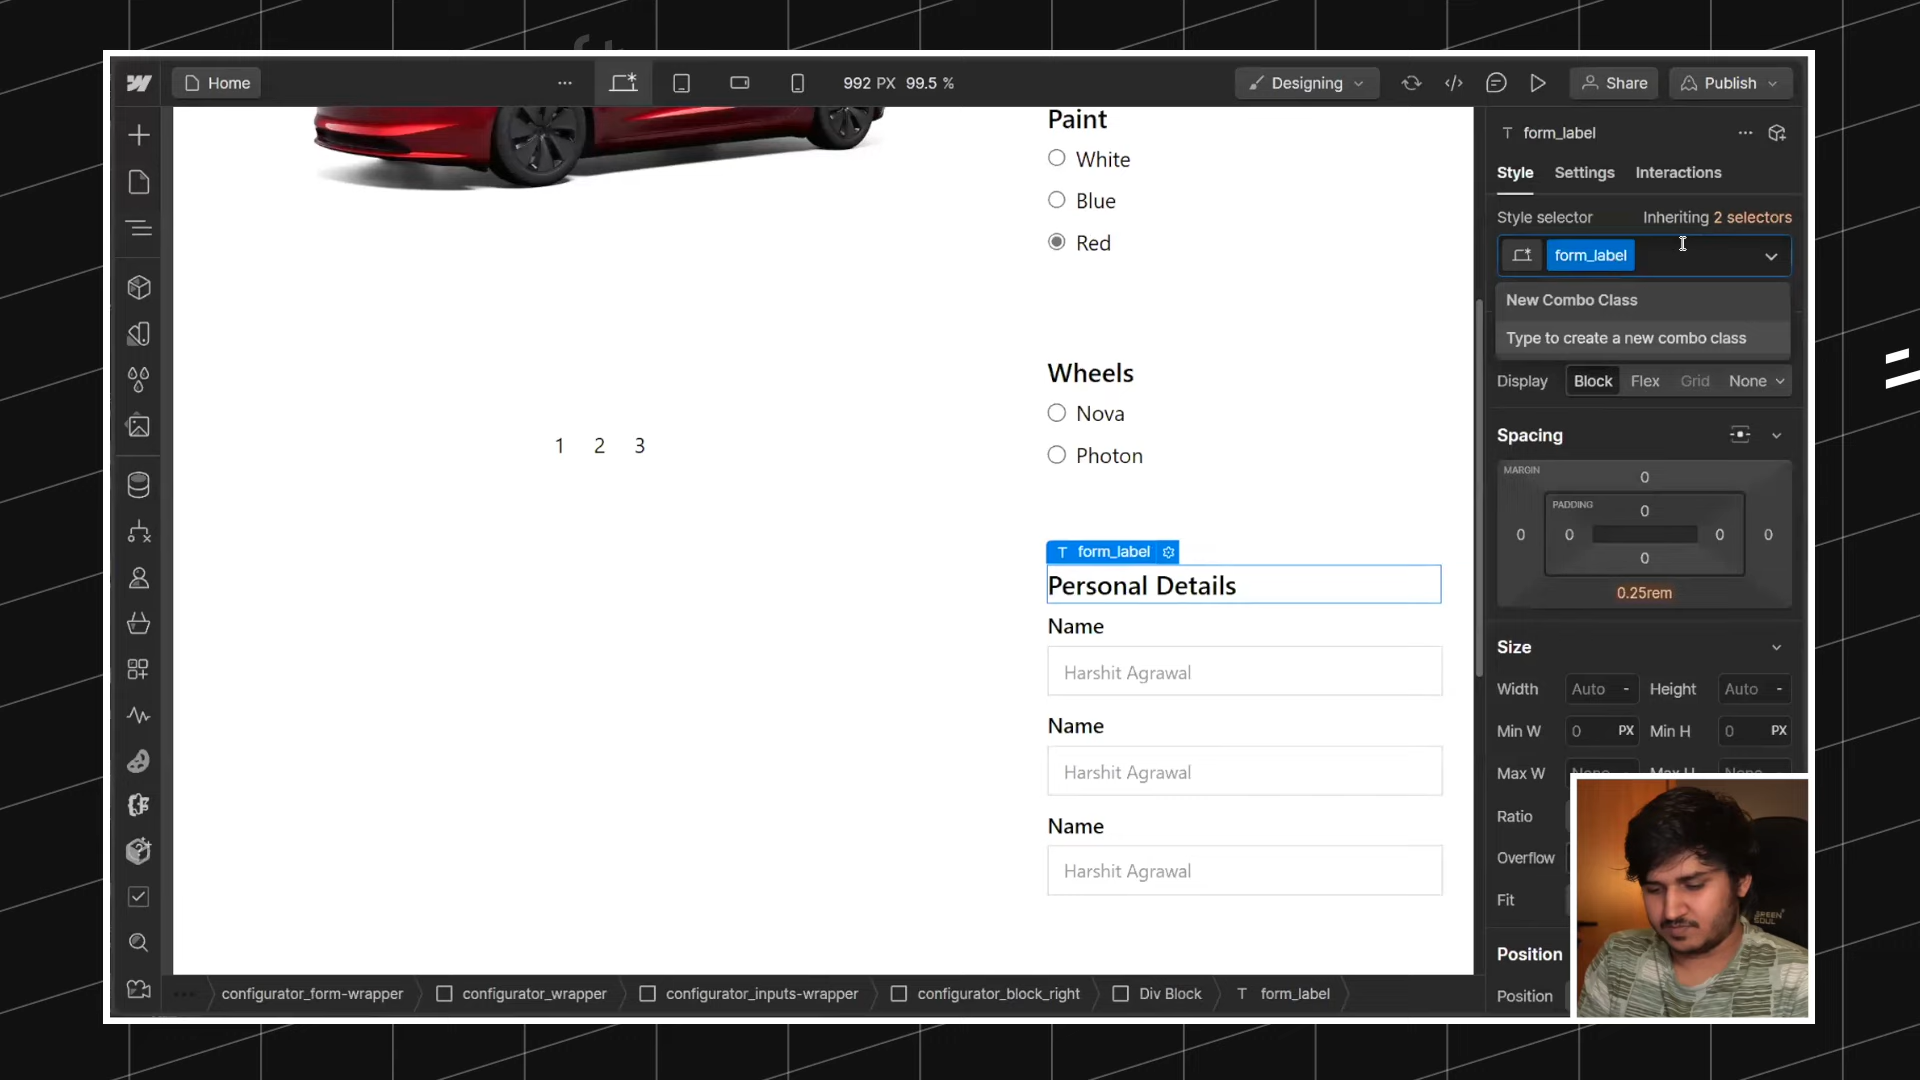 Home
992 PX 99.5 %
Designing
Share
Publish
Paint
White
Blue
Red
Wheels
Nova
Photon
1 2 3
form_label
Personal Details
Name
Harshit Agrawal
Name
Harshit Agrawal
Name
Harshit Agrawal
form_label
Style Settings Interactions
Style selector Inheriting 2 selectors
form_label
New Combo Class
Type to create a new combo class
Display Block Flex Grid None
Spacing
MARGIN
0
PADDING
0
0 0 0 0
0
0.25rem
Size
Width Auto - Height Auto -
Min W 0 PX Min H 0 PX
Max W
Ratio
Overflow
Fit
Position
Position
GREEN
SOUL
configurator_form-wrapper configurator_wrapper configurator_inputs-wrapper configurator_block_right Div Block form_label